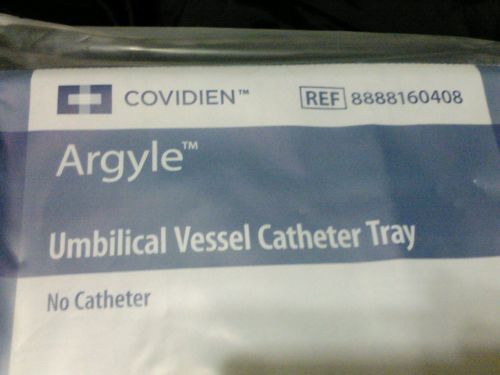 COVIDIEN™ REF 8888160408
Argyle™
Umbilical Vessel Catheter Tray
No Catheter